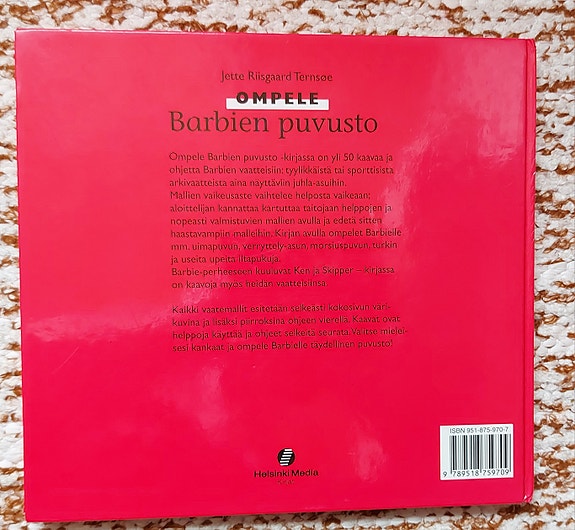 Jette Riisgaard Ternsøe
OMPELE
Barbien puvusto
Ompele Barbien puvusto -kirjassa on yli 50 kaavaa ja
ohjetta Barbien vaatteisiin; tyylikkäistä tai sporttisista
arkivaatteista aina näyttäviin juhla-asuihin.
Mallien vaikeusaste vaihtelee helposta vaikeaan;
aloittelijan kannattaa kartuttaa taitojaan helppojen ja
nopeasti valmistuvien mallien avulla ja edetä sitten
haastavampiin malleihin. Kirjan avulla ompelet Barbielle
mm. uimapuvun, verryttely-asun, morsiuspuvun, turkin
ja useita upeita iltapukuja.
Barbie-perheeseen kuuluvat Ken ja Skipper – kirjassa
on kaavoja myös heidän vaatteisiinsa.
Kaikki vaatemallit esitetään selkeästi kokosivun väri-
kuvina ja lisäksi piirroksina ohjeen vierellä. Kaavat ovat
helppoja käyttää ja ohjeet selkeitä seurata. Valitse mielei-
sesi kankaat ja ompele Barbielle täydellinen puvusto!
ISBN 951-875-970-7
9 789518 759709
Helsinki Media